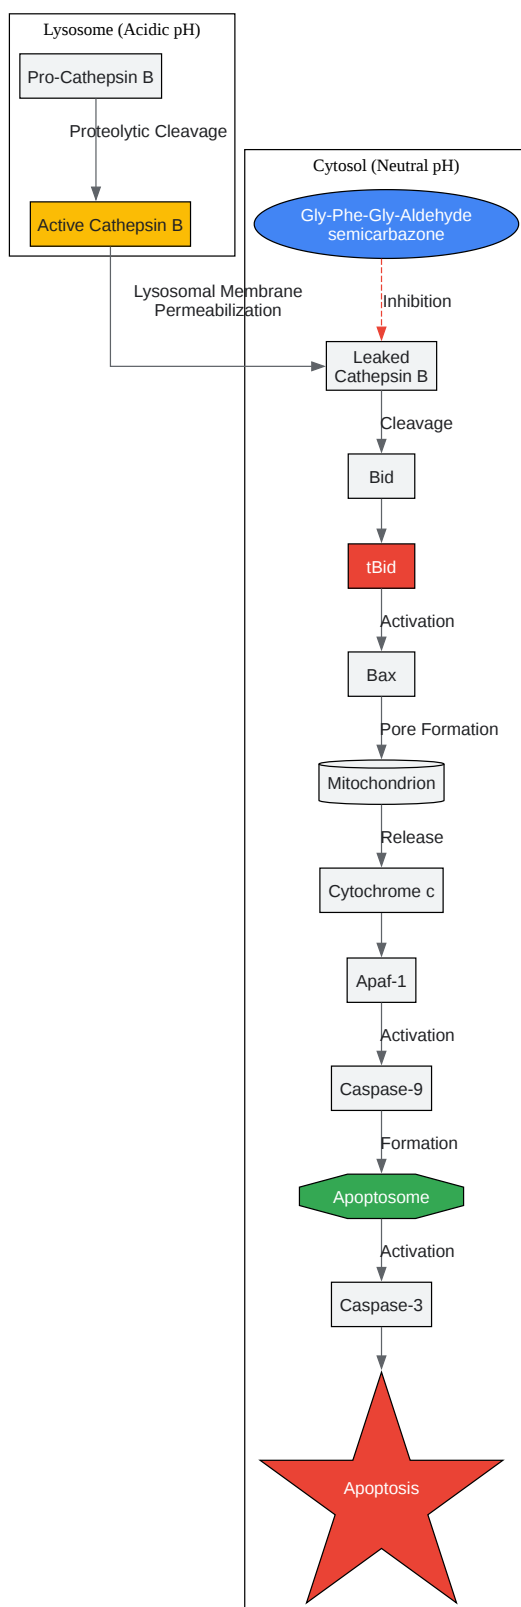 Lysosome (Acidic pH)
Pro-Cathepsin B
Proteolytic Cleavage
Active Cathepsin B
Lysosomal Membrane
Permeabilization
Cytosol (Neutral pH)
Gly-Phe-Gly-Aldehyde
semicarbazone
Inhibition
Leaked
Cathepsin B
Cleavage
Bid
tBid
Activation
Bax
Pore Formation
Mitochondrion
Release
Cytochrome c
Apaf-1
Activation
Caspase-9
Formation
Apoptosome
Activation
Caspase-3
Apoptosis